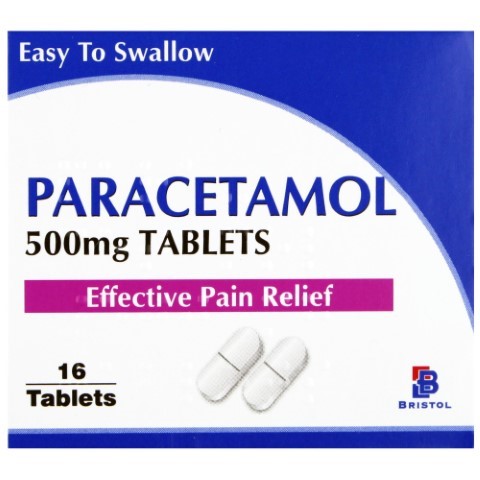 Easy To Swallow
PARACETAMOL
500mg TABLETS
Effective Pain Relief
16
Tablets
BRISTOL